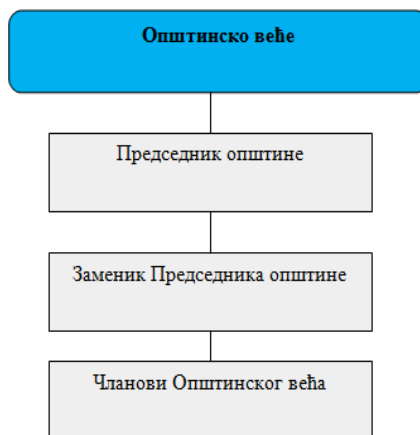 Општинско веће
Председник општине
Заменик Председника општине
Чланови Општинског већа